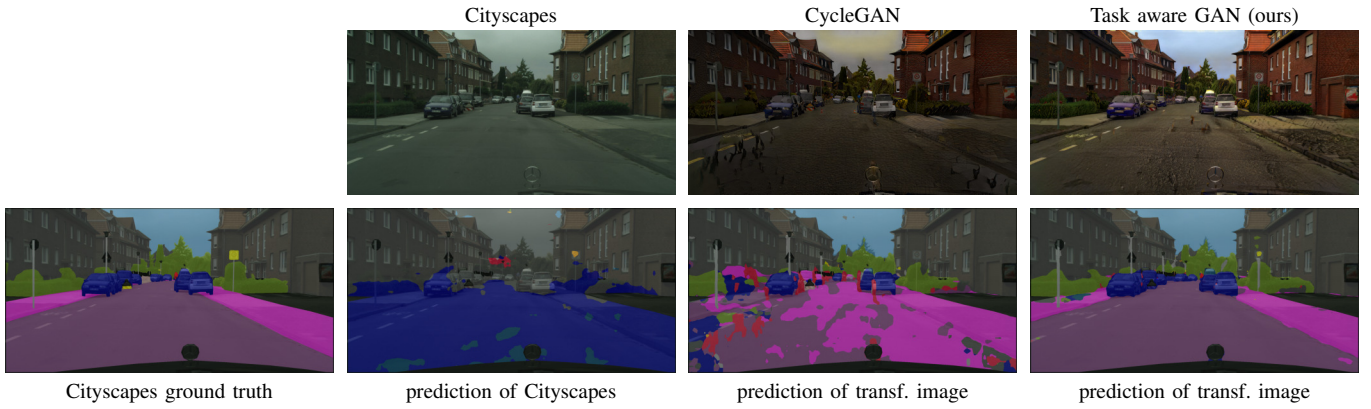 Cityscapes
CycleGAN
Task aware GAN (ours)
Cityscapes ground truth
prediction of Cityscapes
prediction of transf. image
prediction of transf. image